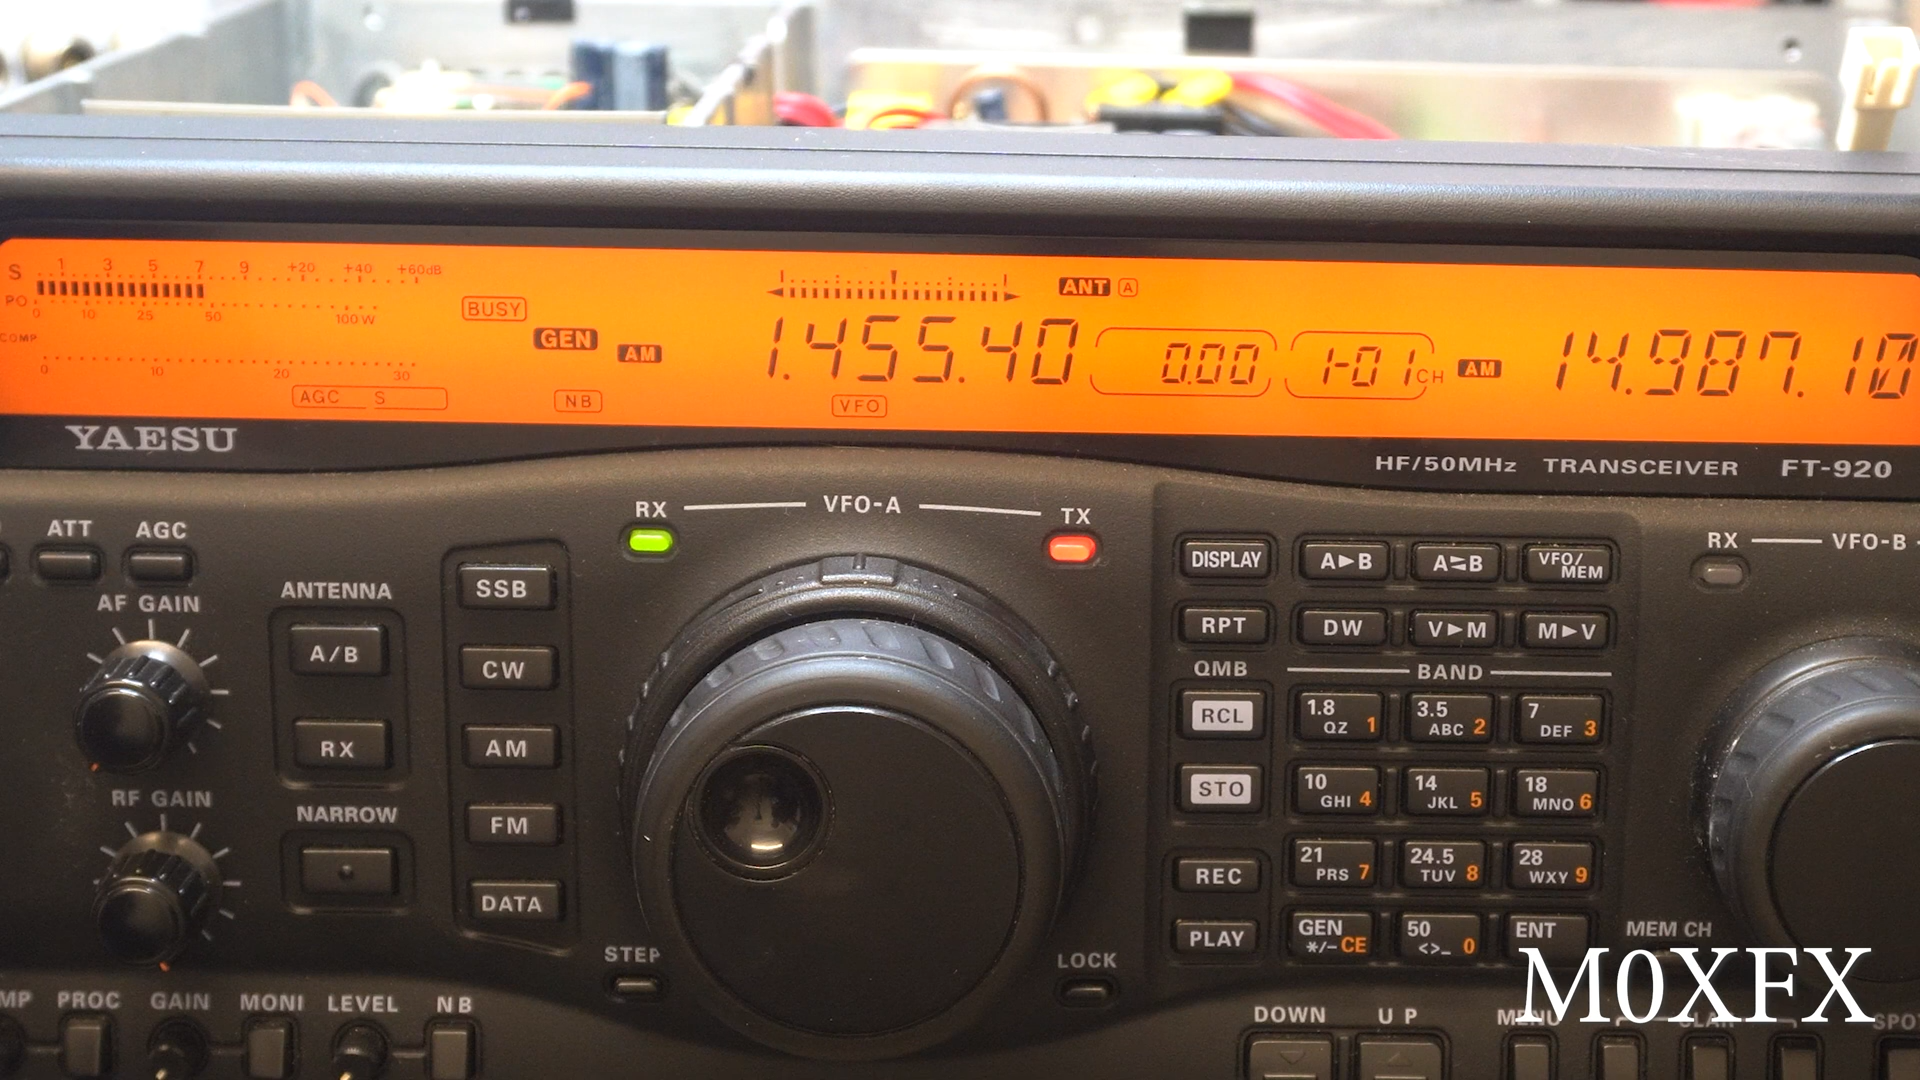 S 1 3 5 7 9 +20 +40 +60dB
PO 0 10 25 50 100W
COMP
0 10 20 30
AGC S
BUSY
GEN
AM
NB
ANT A
1.455.40
VFO
0.00
1-01 CH
AM
14.987.10
YAESU
HF/50MHz TRANSCEIVER FT-920
RX VFO-A TX
RX VFO-B
ATT AGC
AF GAIN
RF GAIN
ANTENNA
A/B
RX
NARROW
SSB
CW
AM
FM
DATA
STEP
LOCK
DISPLAY A▶B A⇆B VFO/MEM
RPT DW V▶M M▶V
QMB BAND
RCL 1.8 QZ 1 3.5 ABC 2 7 DEF 3
STO 10 GHI 4 14 JKL 5 18 MNO 6
REC 21 PRS 7 24.5 TUV 8 28 WXY 9
PLAY GEN */− CE 50 <>_ 0 ENT
MEM CH
M0XFX
MP PROC GAIN MONI LEVEL NB
DOWN UP MENU CLAR SPOT